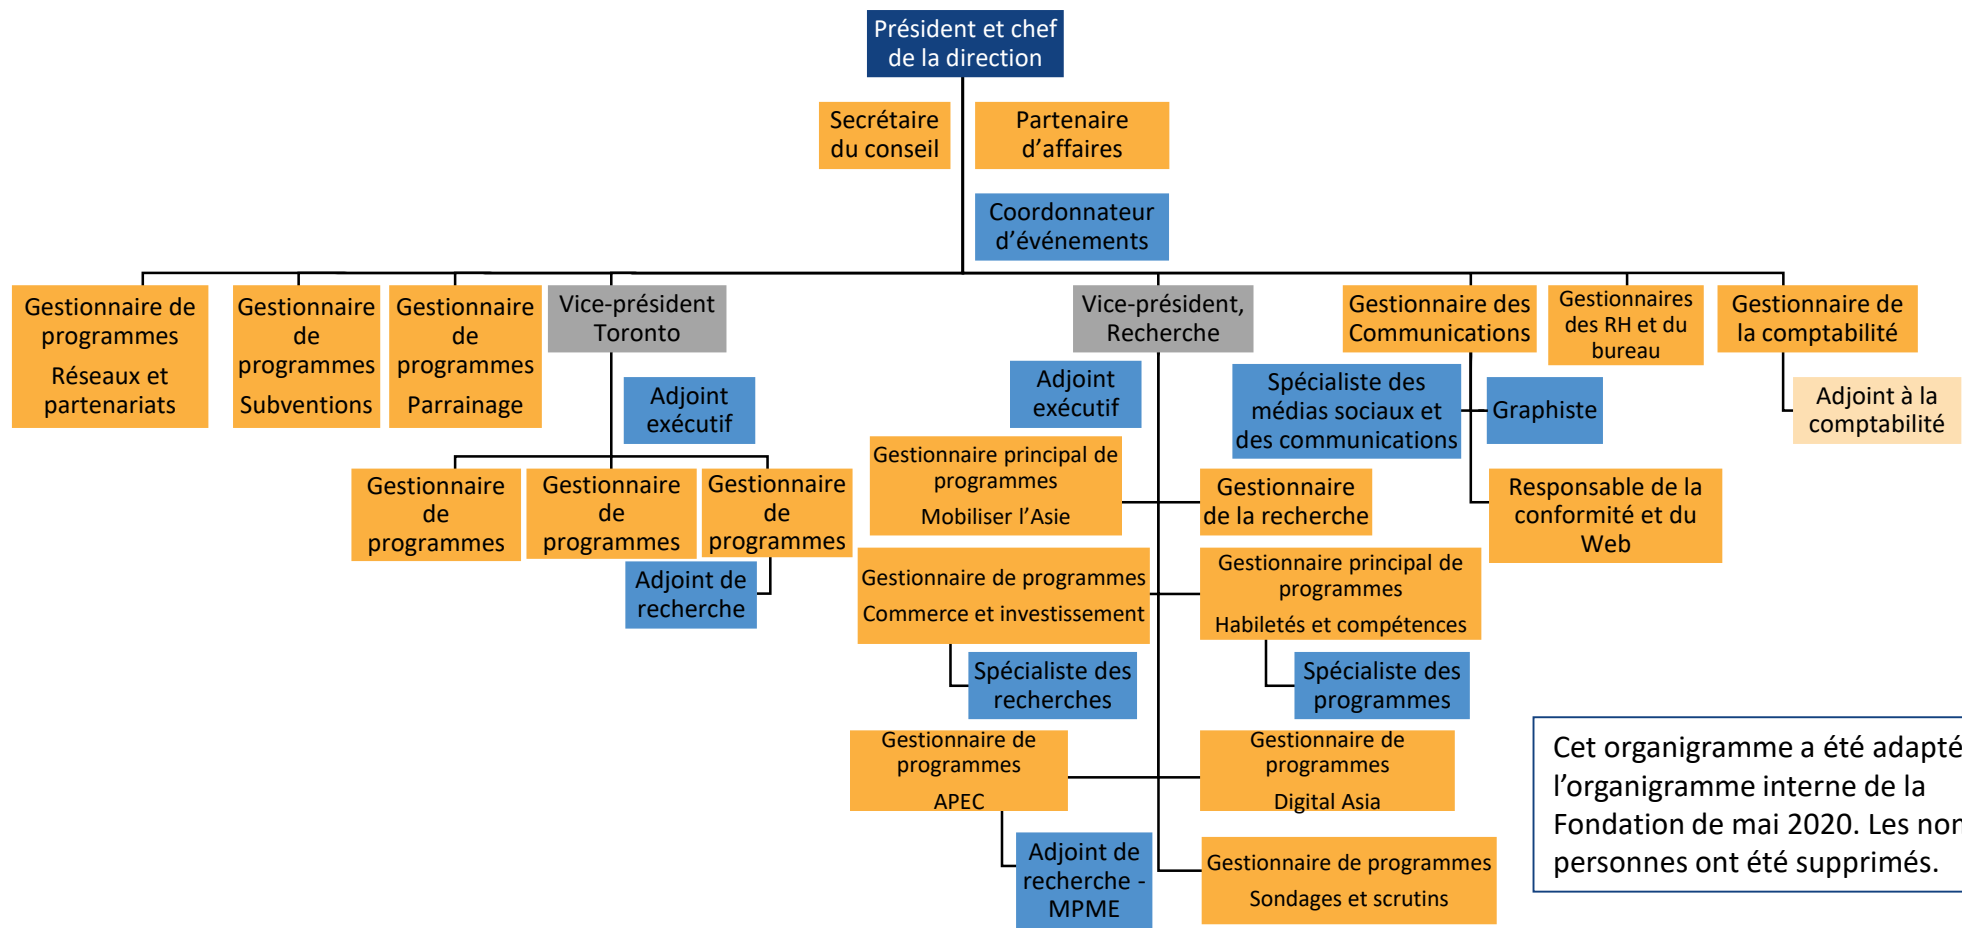 Président et chef
de la direction
Secrétaire
du conseil
Partenaire
d'affaires
Coordonnateur
d'événements
Gestionnaire de
programmes
Réseaux et
partenariats
Gestionnaire
de
programmes
Subventions
Gestionnaire
de
programmes
Parrainage
Vice-président
Toronto
Vice-président,
Recherche
Gestionnaire des
Communications
Gestionnaires
des RH et du
bureau
Gestionnaire de
la comptabilité
Adjoint
exécutif
Adjoint
exécutif
Spécialiste des
médias sociaux et
des communications
Graphiste
Adjoint à la
comptabilité
Gestionnaire
de
programmes
Gestionnaire
de
programmes
Gestionnaire
de
programmes
Adjoint de
recherche
Gestionnaire principal de
programmes
Mobiliser l'Asie
Gestionnaire
de la recherche
Responsable de la
conformité et du
Web
Gestionnaire de programmes
Commerce et investissement
Gestionnaire principal de
programmes
Habiletés et compétences
Spécialiste des
recherches
Spécialiste des
programmes
Gestionnaire de
programmes
APEC
Gestionnaire de
programmes
Digital Asia
Adjoint de
recherche -
MPME
Gestionnaire de programmes
Sondages et scrutins
Cet organigramme a été adapté
l'organigramme interne de la
Fondation de mai 2020. Les
personnes ont été supprimés.